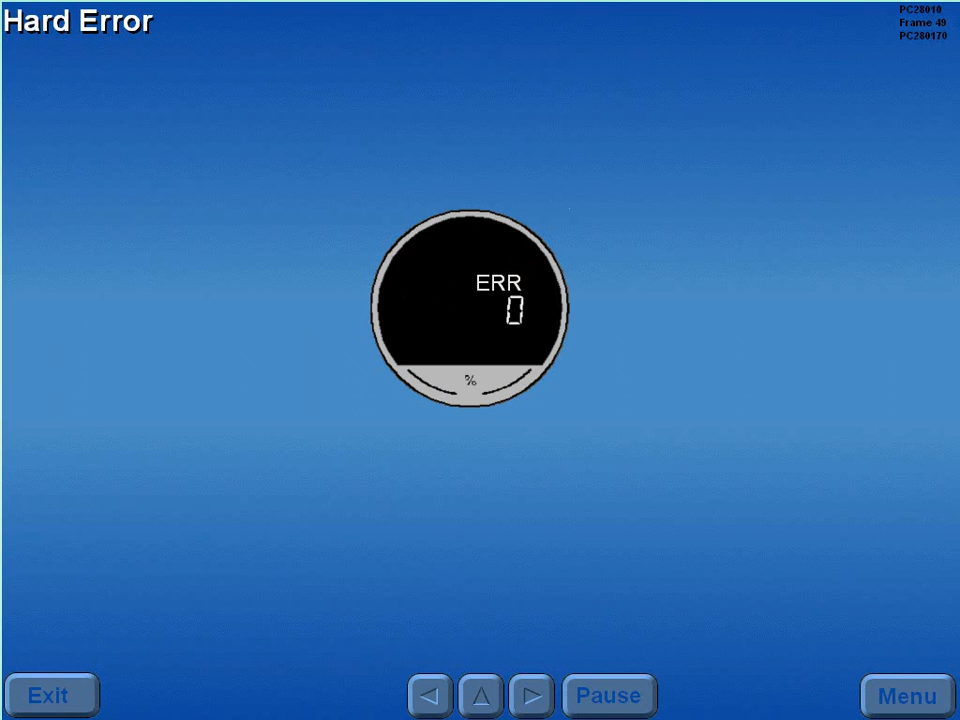 Hard Error
PC28010
Frame 49
PC280170
ERR
0
%
Exit
Pause
Menu